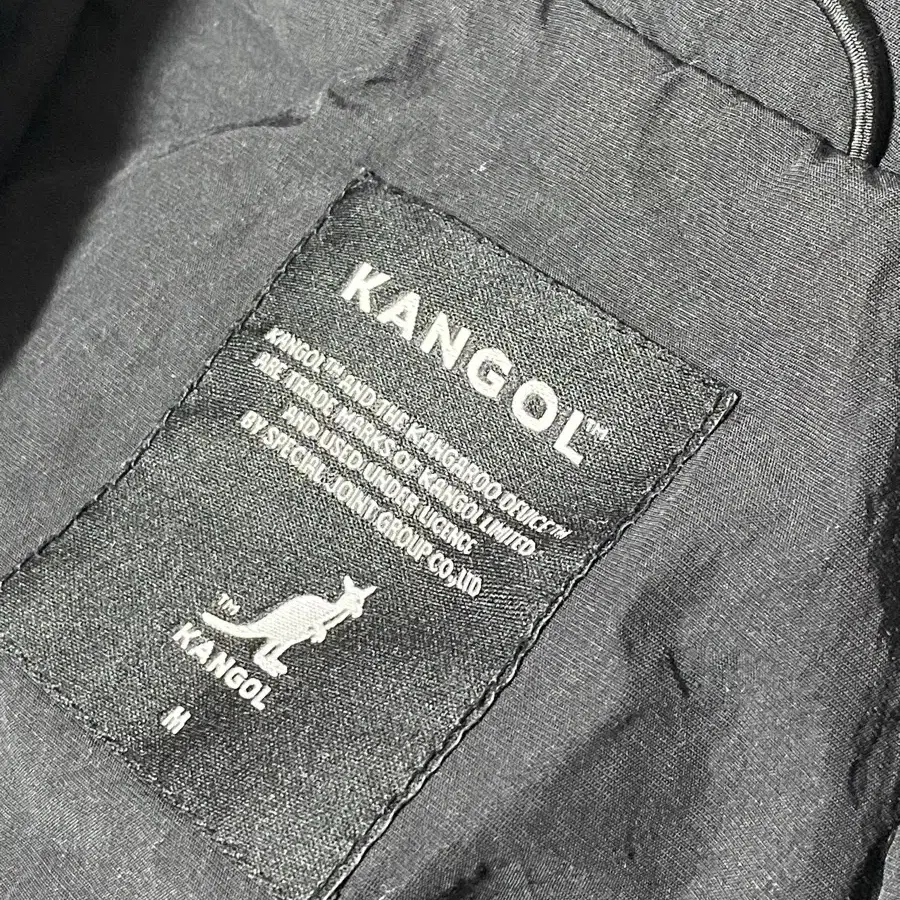 KANGOL™
KANGOL™ AND THE KANGAROO DEVICE™
ARE TRADE MARKS OF KANGOL LIMITED
AND USED UNDER LICENCE
BY SPECIAL JOINT GROUP CO,.LTD
™
KANGOL
M